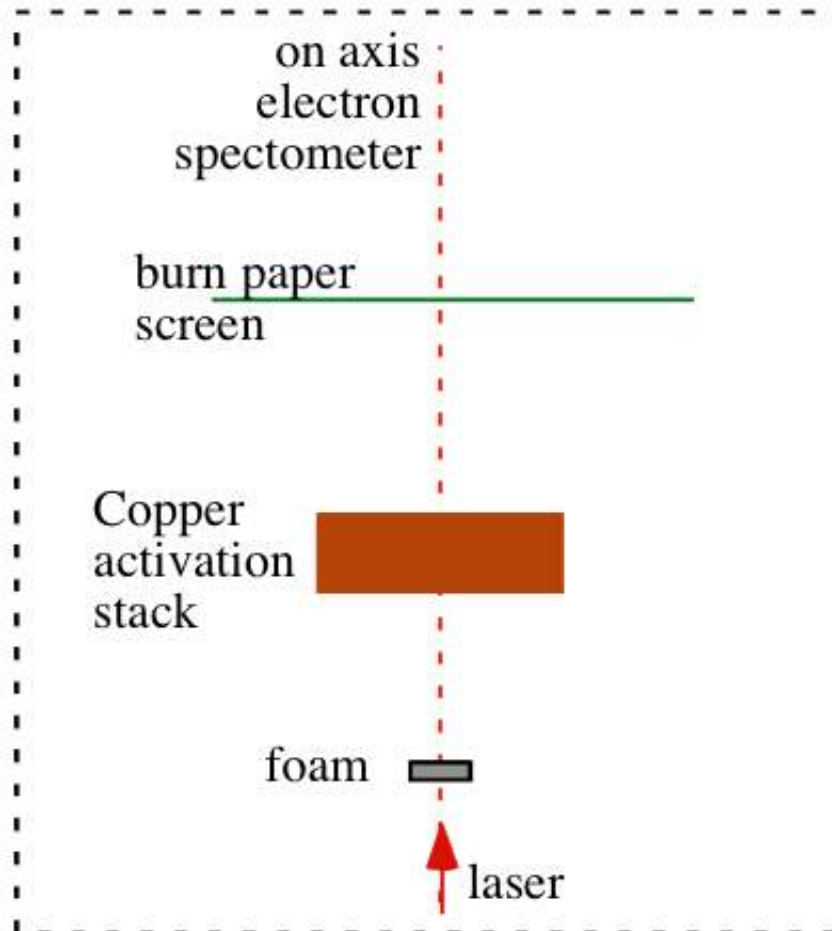 on axis
electron
spectometer
burn paper
screen
Copper
activation
stack
foam
laser